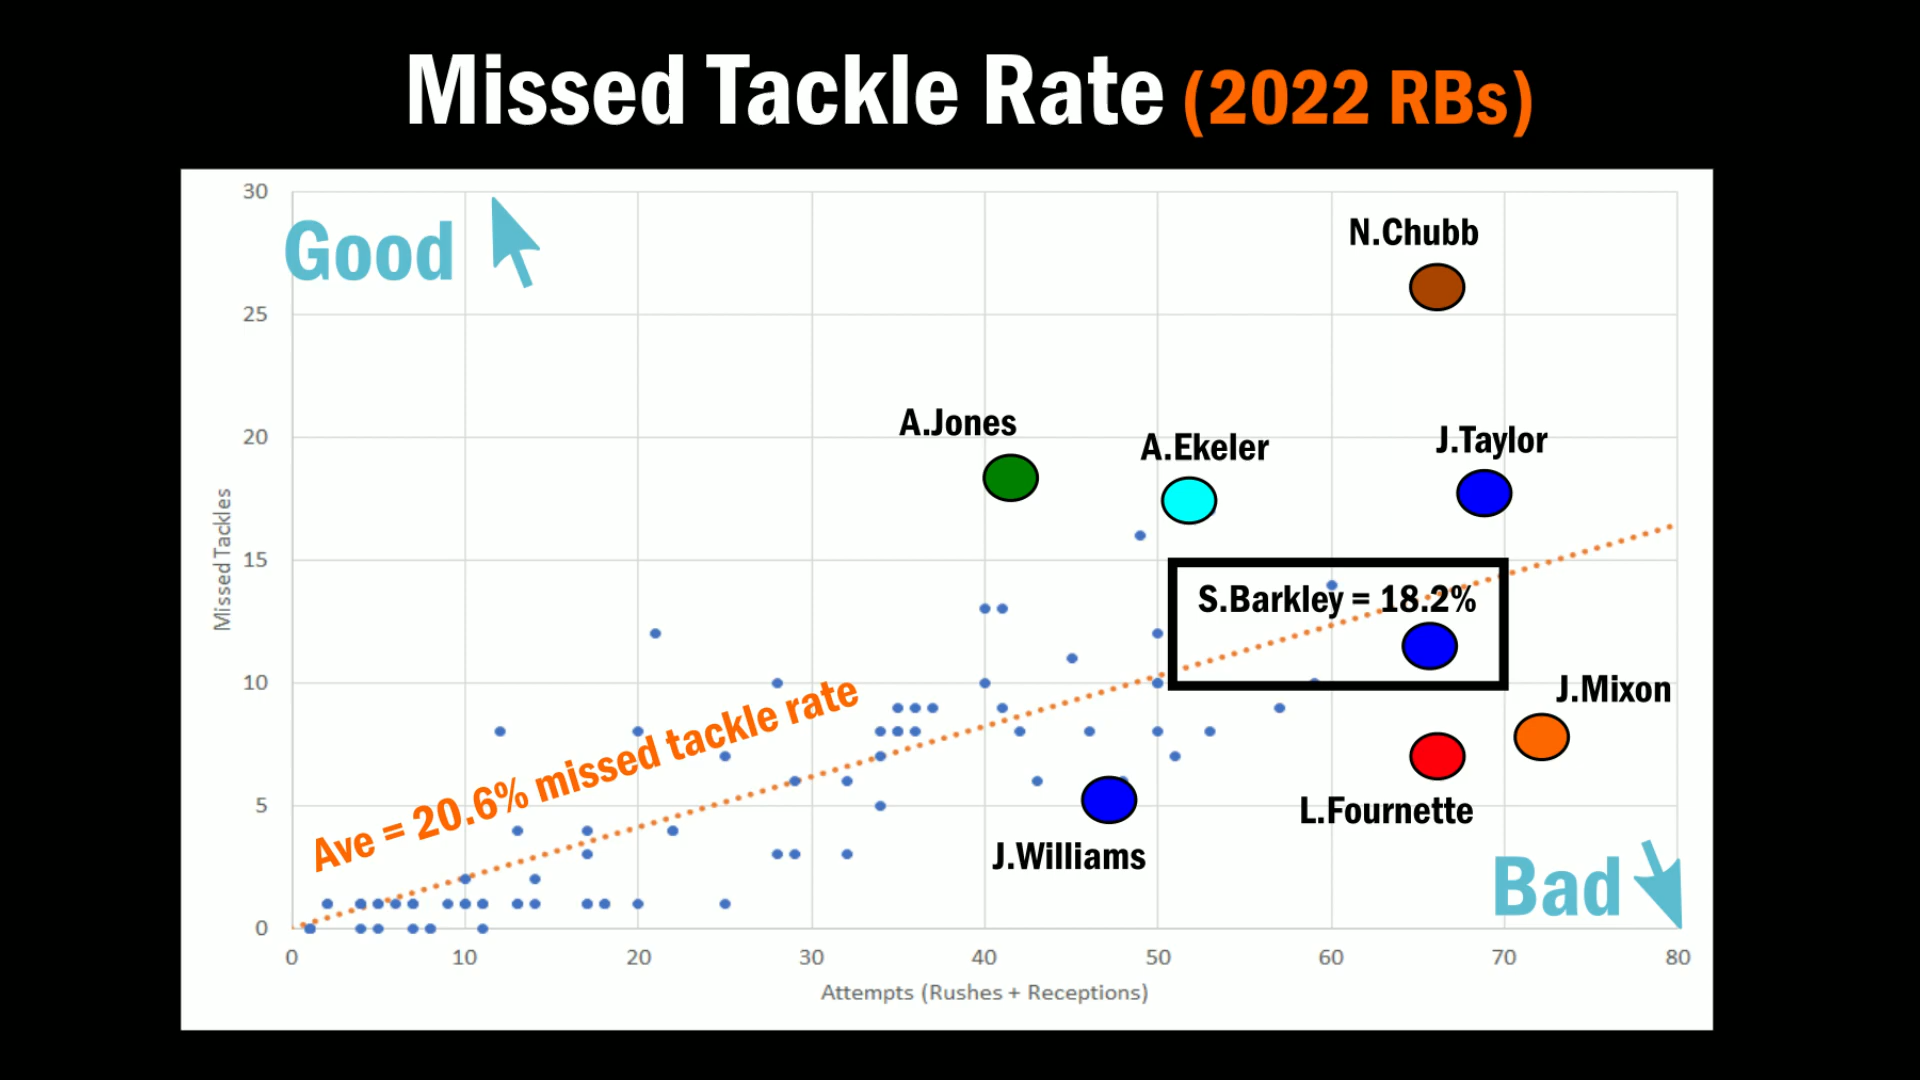 Missed Tackle Rate (2022 RBs)
30
Good
N.Chubb
25
20
A.Jones
A.Ekeler
J.Taylor
Missed Tackles
15
S.Barkley = 18.2%
10
J.Mixon
Ave = 20.6% missed tackle rate
5
L.Fournette
J.Williams
Bad
0
0 10 20 30 40 50 60 70 80
Attempts (Rushes + Receptions)